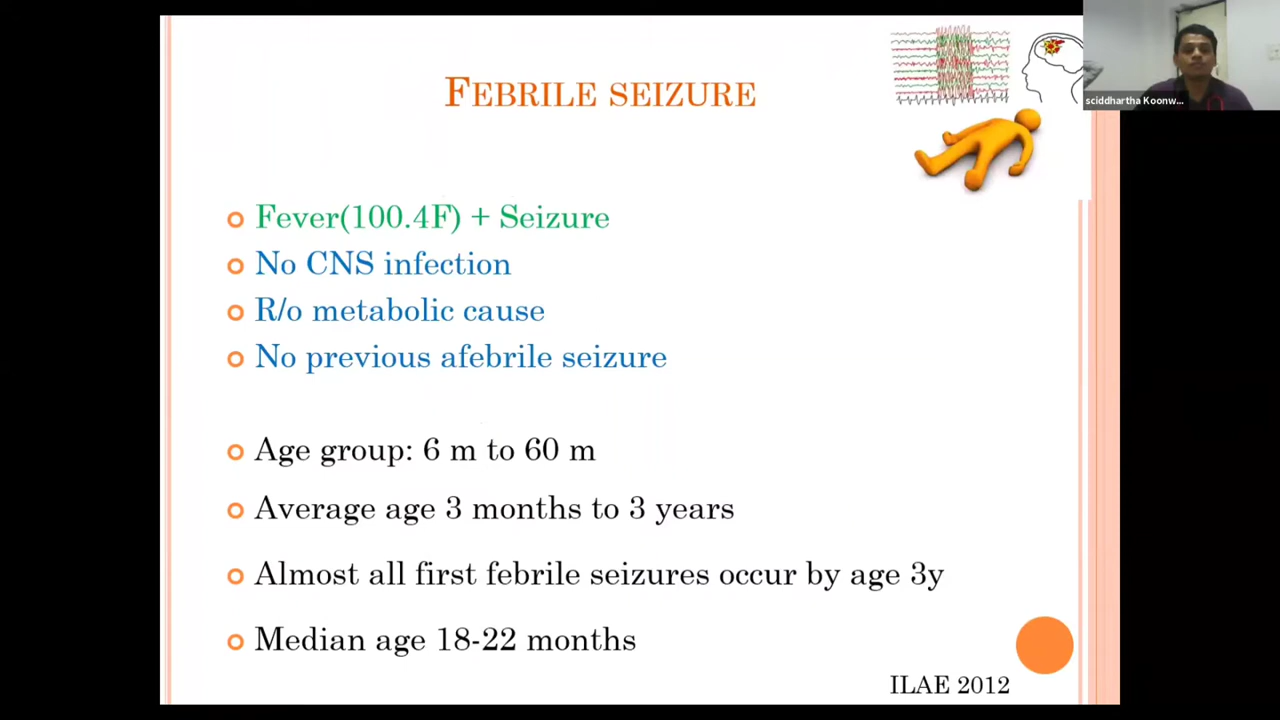 FEBRILE SEIZURE
sciddhartha Koonw...
Fever(100.4F) + Seizure
No CNS infection
R/o metabolic cause
No previous afebrile seizure
Age group: 6 m to 60 m
Average age 3 months to 3 years
Almost all first febrile seizures occur by age 3y
Median age 18-22 months
ILAE 2012